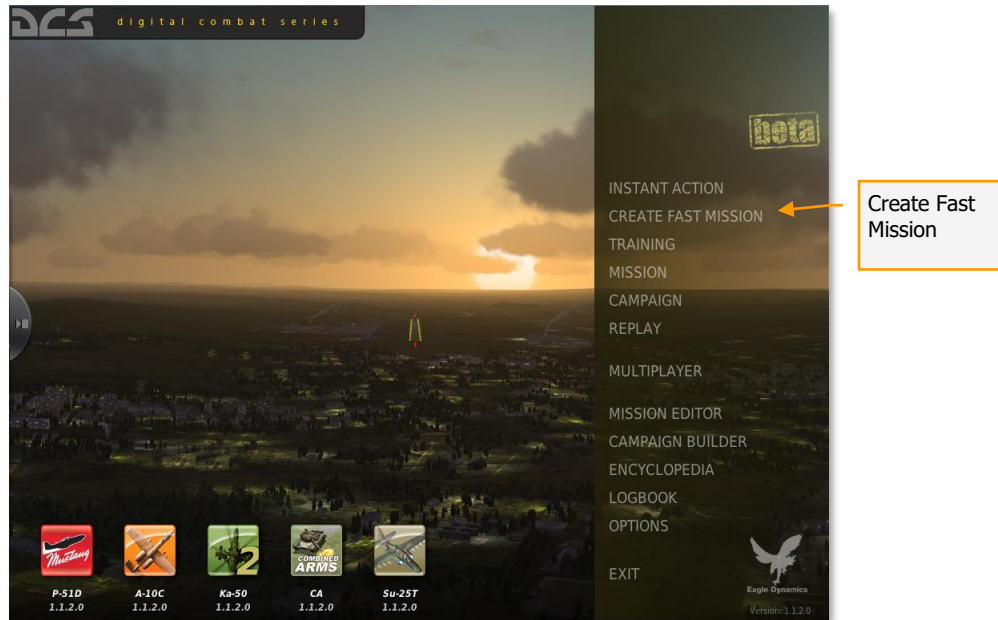 DCS digital combat series
beta
INSTANT ACTION
CREATE FAST MISSION
TRAINING
MISSION
CAMPAIGN
REPLAY
MULTIPLAYER
MISSION EDITOR
CAMPAIGN BUILDER
ENCYCLOPEDIA
LOGBOOK
OPTIONS
EXIT
Create Fast
Mission
Mustang
2
COMBINED
ARMS
P-51D
1.1.2.0
A-10C
1.1.2.0
Ka-50
1.1.2.0
CA
1.1.2.0
Su-25T
1.1.2.0
Eagle Dynamics
Version: 1.1.2.0